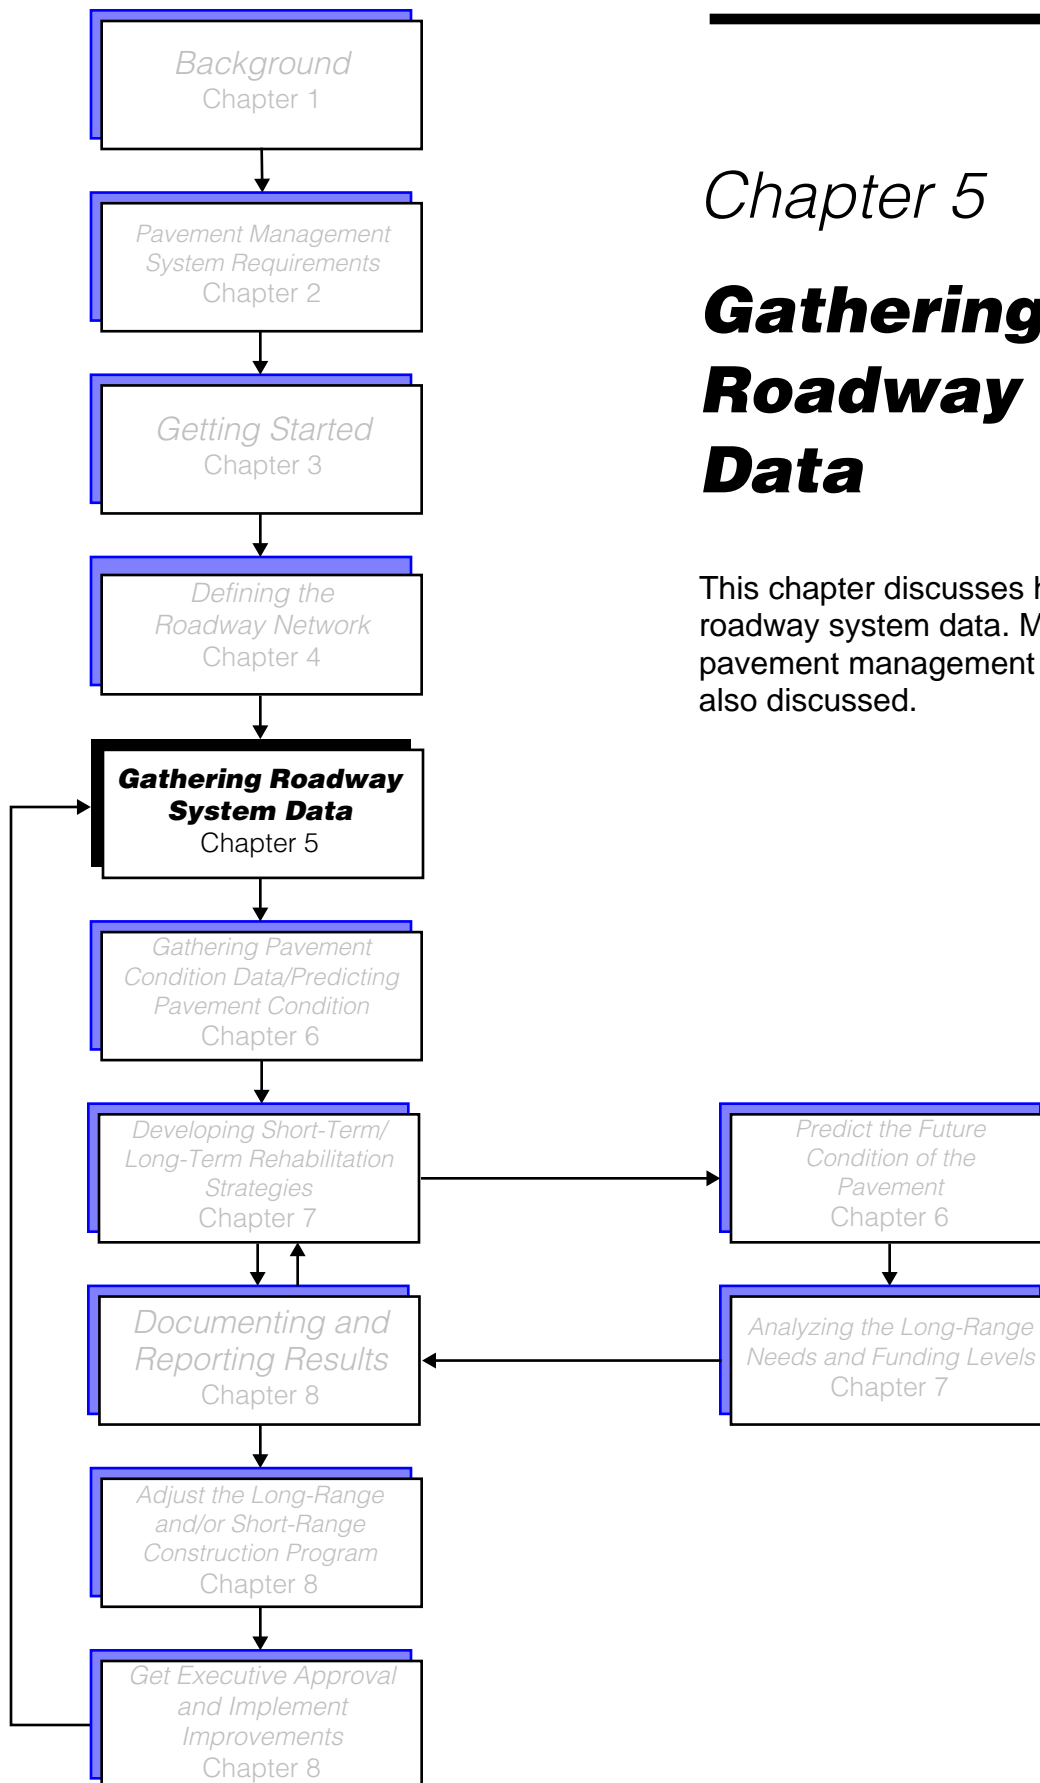 Background
Chapter 1
Pavement Management
System Requirements
Chapter 2
Getting Started
Chapter 3
Defining the
Roadway Network
Chapter 4
Gathering Roadway
System Data
Chapter 5
Gathering Pavement
Condition Data/Predicting
Pavement Condition
Chapter 6
Developing Short-Term/
Long-Term Rehabilitation
Strategies
Chapter 7
Documenting and
Reporting Results
Chapter 8
Adjust the Long-Range
and/or Short-Range
Construction Program
Chapter 8
Get Executive Approval
and Implement
Improvements
Chapter 8
Predict the Future
Condition of the
Pavement
Chapter 6
Analyzing the Long-Range
Needs and Funding Levels
Chapter 7
Chapter 5
Gathering
Roadway
Data
This chapter discusses
roadway system data.
pavement management
also discussed.